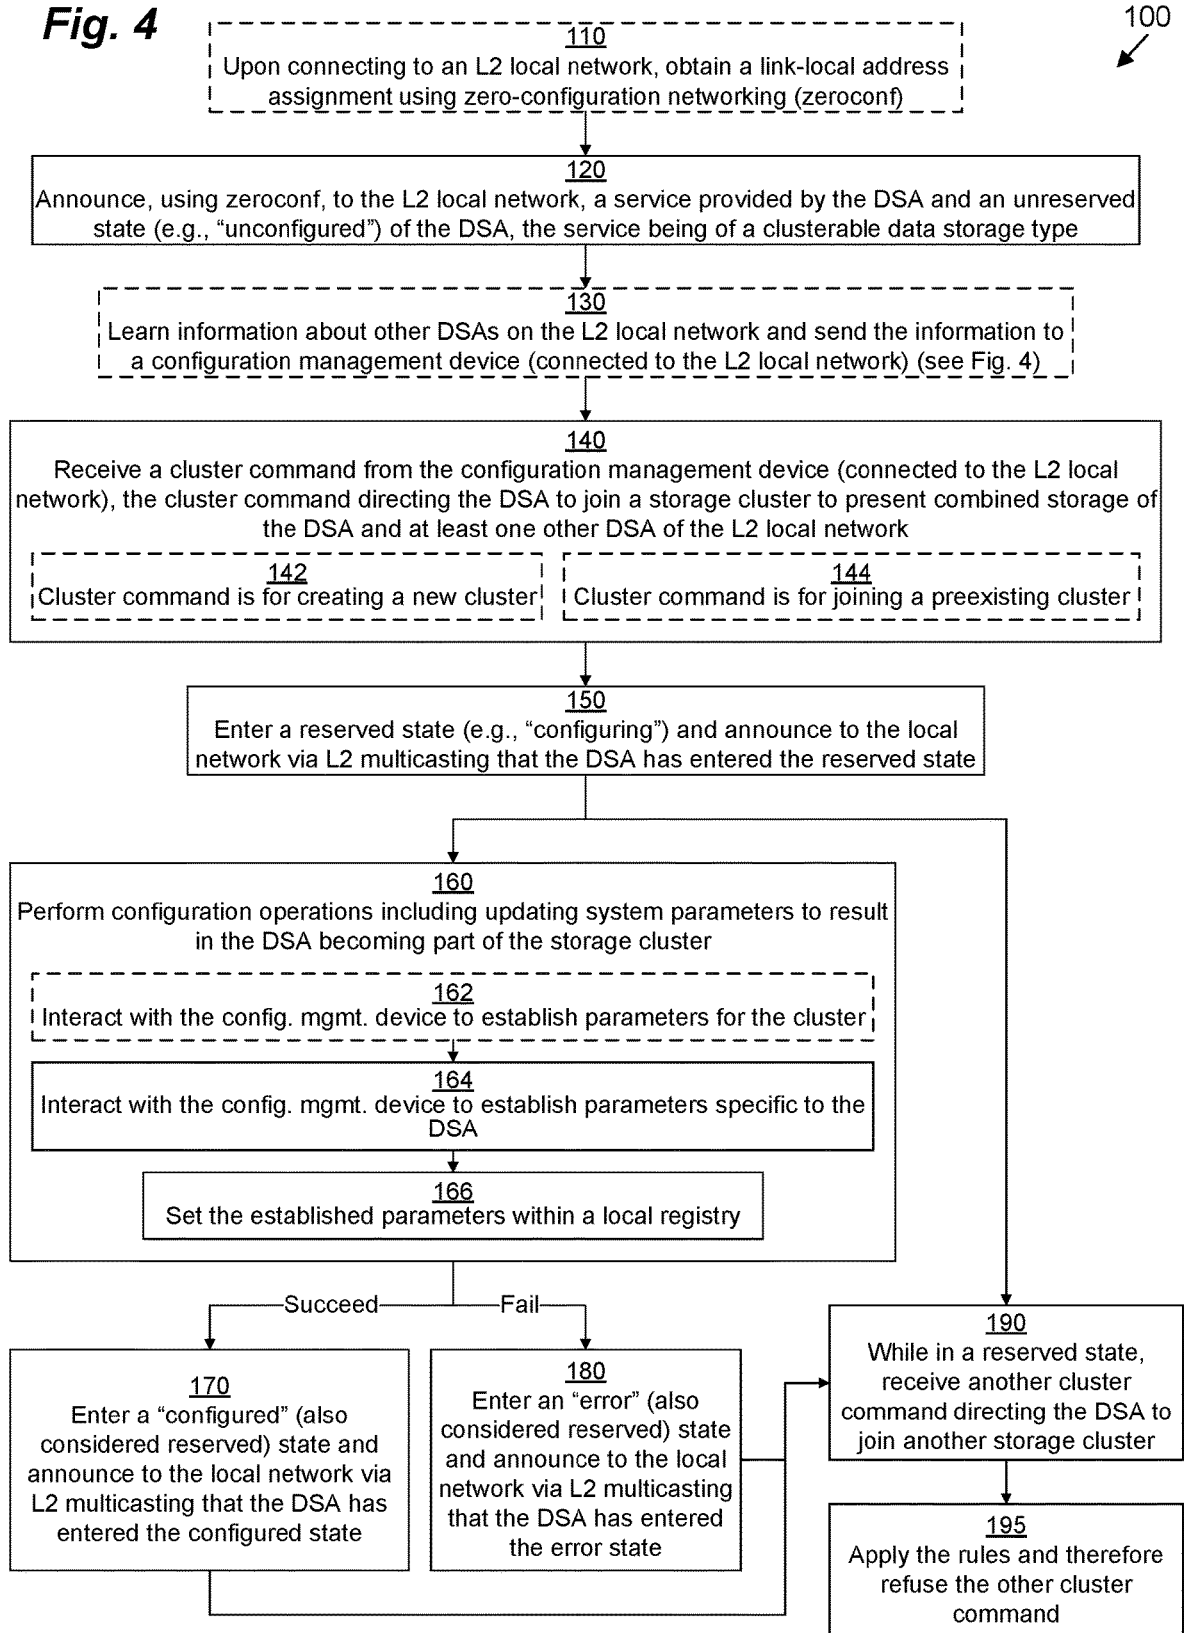 Fig. 4
100
110
Upon connecting to an L2 local network, obtain a link-local address
assignment using zero-configuration networking (zeroconf)
120
Announce, using zeroconf, to the L2 local network, a service provided by the DSA and an unreserved
state (e.g., “unconfigured”) of the DSA, the service being of a clusterable data storage type
130
Learn information about other DSAs on the L2 local network and send the information to
a configuration management device (connected to the L2 local network) (see Fig. 4)
140
Receive a cluster command from the configuration management device (connected to the L2 local
network), the cluster command directing the DSA to join a storage cluster to present combined storage of
the DSA and at least one other DSA of the L2 local network
142
Cluster command is for creating a new cluster
144
Cluster command is for joining a preexisting cluster
150
Enter a reserved state (e.g., “configuring”) and announce to the local
network via L2 multicasting that the DSA has entered the reserved state
160
Perform configuration operations including updating system parameters to result
in the DSA becoming part of the storage cluster
162
Interact with the config. mgmt. device to establish parameters for the cluster
164
Interact with the config. mgmt. device to establish parameters specific to the
DSA
166
Set the established parameters within a local registry
Succeed
Fail
170
Enter a “configured” (also
considered reserved) state and
announce to the local network via
L2 multicasting that the DSA has
entered the configured state
180
Enter an “error” (also
considered reserved) state
and announce to the local
network via L2 multicasting
that the DSA has entered
the error state
190
While in a reserved state,
receive another cluster
command directing the DSA to
join another storage cluster
195
Apply the rules and therefore
refuse the other cluster
command